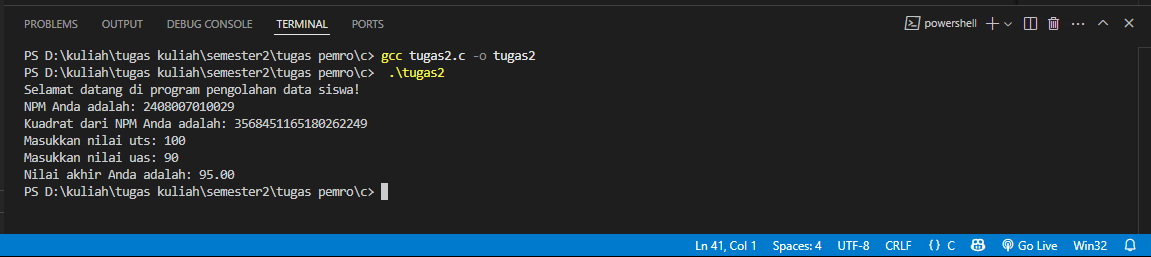 PROBLEMS OUTPUT DEBUG CONSOLE TERMINAL PORTS powershell
PS D:\kuliah\tugas kuliah\semester2\tugas pemro\c> gcc tugas2.c -o tugas2
PS D:\kuliah\tugas kuliah\semester2\tugas pemro\c> .\tugas2
Selamat datang di program pengolahan data siswa!
NPM Anda adalah: 2408007010029
Kuadrat dari NPM Anda adalah: 3568451165180262249
Masukkan nilai uts: 100
Masukkan nilai uas: 90
Nilai akhir Anda adalah: 95.00
PS D:\kuliah\tugas kuliah\semester2\tugas pemro\c>
Ln 41, Col 1 Spaces: 4 UTF-8 CRLF {} C Go Live Win32